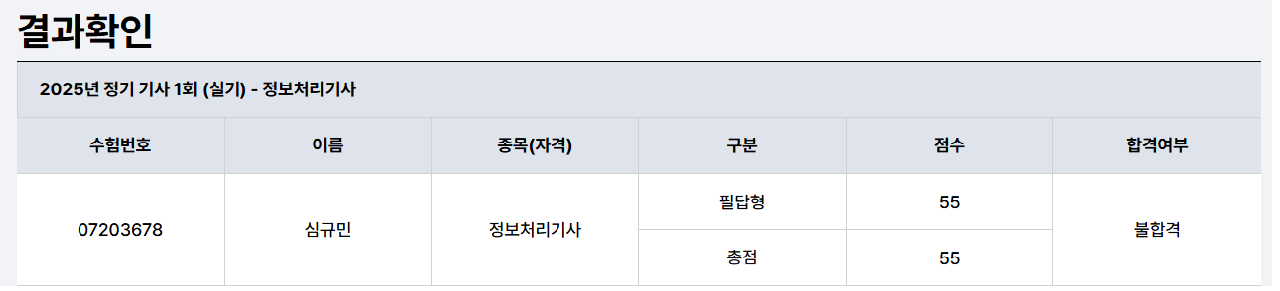 결과확인
2025년 정기 기사 1회 (실기) - 정보처리기사
수험번호 이름 종목(자격) 구분 점수 합격여부
07203678 심규민 정보처리기사 필답형 55 불합격
총점 55